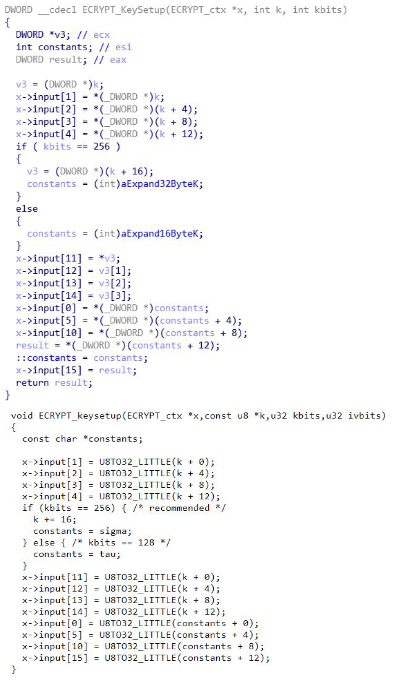 DWORD __cdecl ECRYPT_KeySetup(ECRYPT_ctx *x, int k, int kbits)
{
DWORD *v3; // ecx
int constants; // esi
DWORD result; // eax
v3 = (DWORD *)k;
x->input[1] = *(_DWORD *)k;
x->input[2] = *(_DWORD *)(k + 4);
x->input[3] = *(_DWORD *)(k + 8);
x->input[4] = *(_DWORD *)(k + 12);
if ( kbits == 256 )
{
v3 = (DWORD *)(k + 16);
constants = (int)aExpand32ByteK;
}
else
{
constants = (int)aExpand16ByteK;
}
x->input[11] = *v3;
x->input[12] = v3[1];
x->input[13] = v3[2];
x->input[14] = v3[3];
x->input[0] = *(_DWORD *)constants;
x->input[5] = *(_DWORD *)(constants + 4);
x->input[10] = *(_DWORD *)(constants + 8);
result = *(_DWORD *)(constants + 12);
::constants = constants;
x->input[15] = result;
return result;
}
void ECRYPT_keysetup(ECRYPT_ctx *x,const u8 *k,u32 kbits,u32 ivbits)
{
const char *constants;
x->input[1] = U8TO32_LITTLE(k + 0);
x->input[2] = U8TO32_LITTLE(k + 4);
x->input[3] = U8TO32_LITTLE(k + 8);
x->input[4] = U8TO32_LITTLE(k + 12);
if (kbits == 256) { /* recommended */
k += 16;
constants = sigma;
} else { /* kbits == 128 */
constants = tau;
}
x->input[11] = U8TO32_LITTLE(k + 0);
x->input[12] = U8TO32_LITTLE(k + 4);
x->input[13] = U8TO32_LITTLE(k + 8);
x->input[14] = U8TO32_LITTLE(k + 12);
x->input[0] = U8TO32_LITTLE(constants + 0);
x->input[5] = U8TO32_LITTLE(constants + 4);
x->input[10] = U8TO32_LITTLE(constants + 8);
x->input[15] = U8TO32_LITTLE(constants + 12);
}